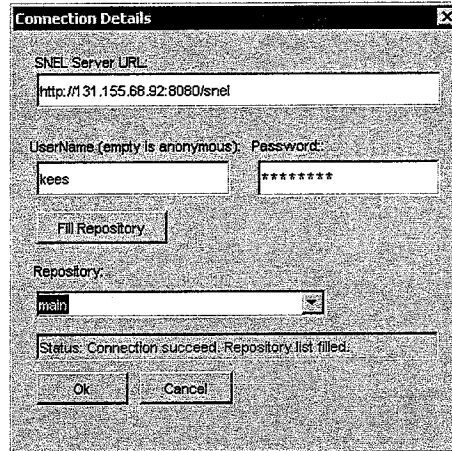 Connection Details
SNEL Server URL:
http://131.155.68.92:8080/snel
UserName (empty is anonymous): Password:
kees ********
Fill Repository
Repository:
main
Status: Connection succeed. Repository list filled.
Ok Cancel